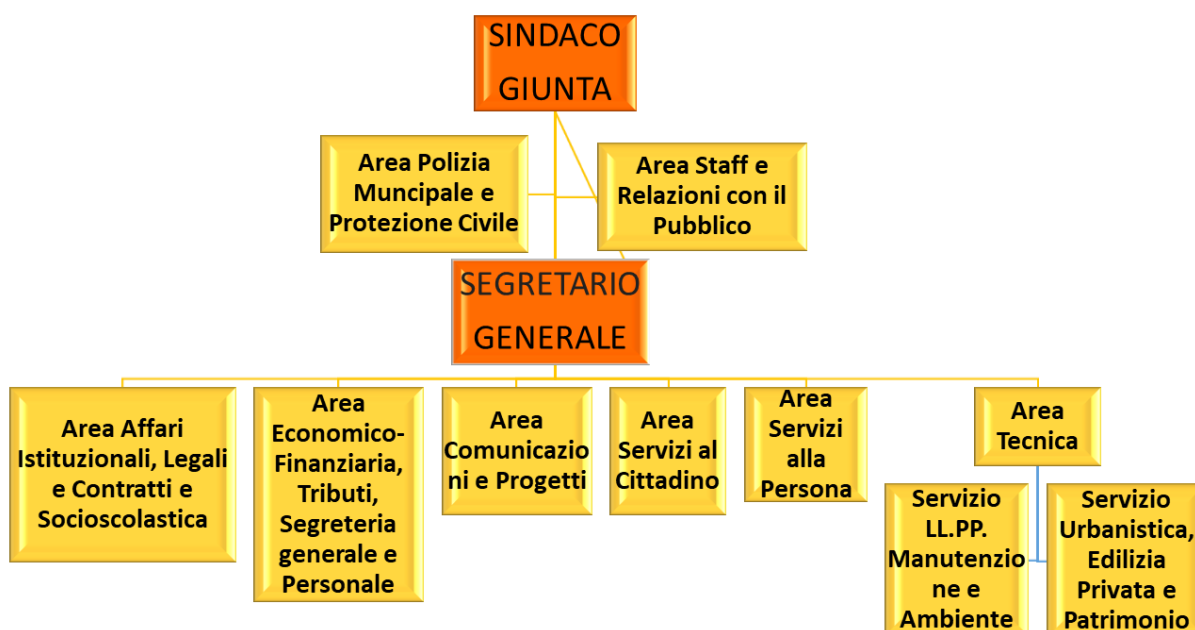 SINDACO
GIUNTA
Area Polizia
Muncipale e
Protezione Civile
Area Staff e
Relazioni con il
Pubblico
SEGRETARIO
GENERALE
Area Affari
Istituzionali, Legali
e Contratti e
Socioscolastica
Area
Economico-
Finanziaria,
Tributi,
Segreteria
generale e
Personale
Area
Comunicazio
ni e Progetti
Area
Servizi al
Cittadino
Area
Servizi
alla
Persona
Area
Tecnica
Servizio
LL.PP.
Manutenzio
ne e
Ambiente
Servizio
Urbanistica,
Edilizia
Privata e
Patrimonio